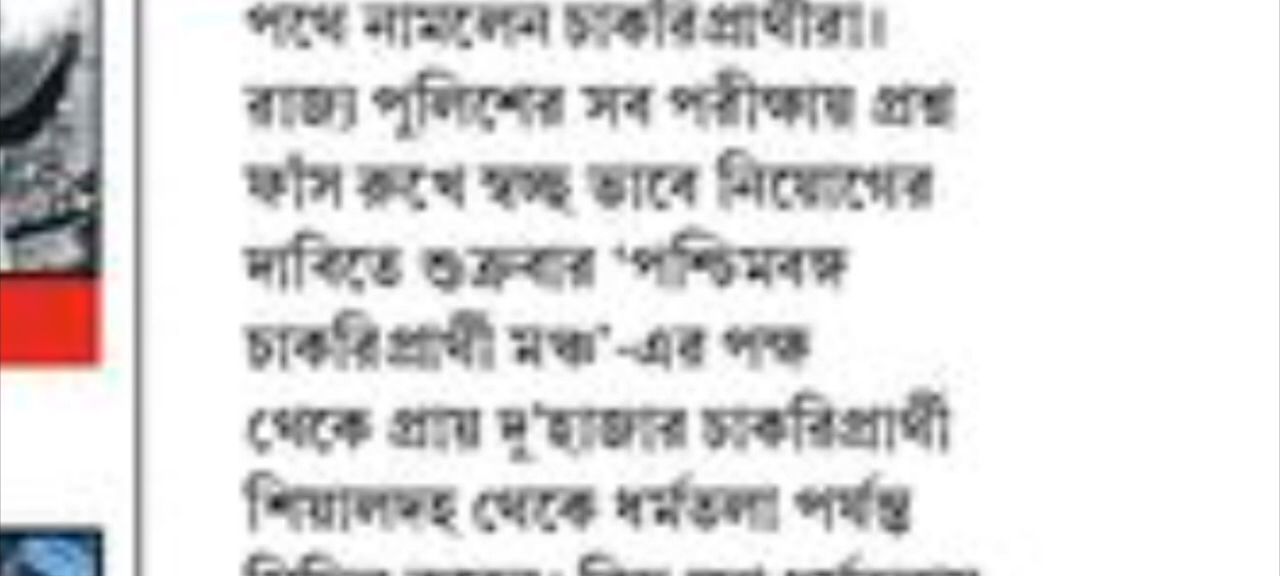 পথে নামলেন চাকরিপ্রার্থীরা।
রাজ্য পুলিশের সব পরীক্ষায় প্রশ্ন
ফাঁস রুখে স্বচ্ছ ভাবে নিয়োগের
দাবিতে শুক্রবার ‘পশ্চিমবঙ্গ
চাকরিপ্রার্থী মঞ্চ’-এর পক্ষ
থেকে প্রায় দু’হাজার চাকরিপ্রার্থী
শিয়ালদহ থেকে ধর্মতলা পর্যন্ত